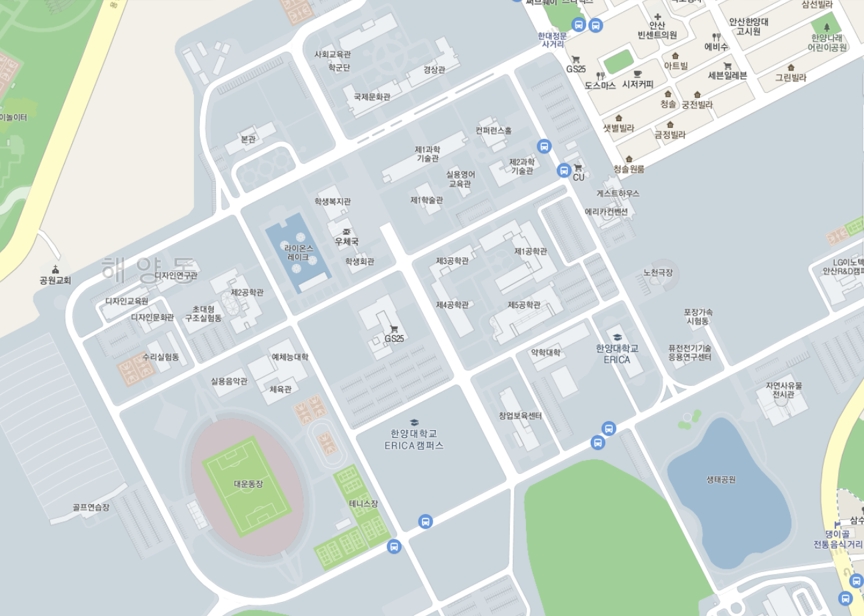 한대정문
사거리
안산
빈센트의원
안산한양대
고시원
삼선빌라
한양나래
어린이공원
에비수
아트빌
세븐일레븐
그린빌라
GS25
도스마스
시저커피
청솔
궁전빌라
샛별빌라
금정빌라
청솔원룸
사회교육관
학군단
경상관
국제문화관
본관
컨퍼런스홀
제1과학
기술관
제2과학
기술관
CU
실용영어
교육관
제1학술관
게스트하우스
에리카컨벤션
학생복지관
우체국
학생회관
라이온스
레이크
해양동
공원교회
디자인연구관
디자인교육원
디자인문화관
초대형
구조실험동
제2공학관
수리실험동
제3공학관
제1공학관
제4공학관
제5공학관
노천극장
LG이노텍
안산R&D캠퍼
포장가속
시험동
GS25
예체능대학
체육관
실용음악관
약학대학
한양대학교
ERICA
퓨전전기기술
응용연구센터
자연사유물
전시관
창업보육센터
한양대학교
ERICA캠퍼스
대운동장
테니스장
골프연습장
생태공원
댕이골
전통음식거리
이놀이터